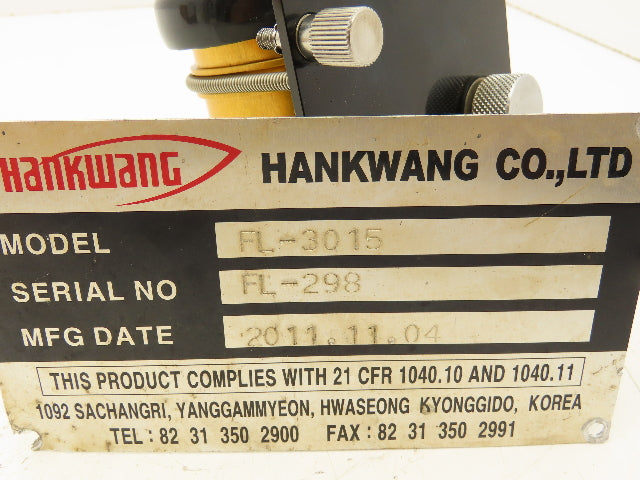 HANKWANG HANKWANG CO.,LTD
MODEL FL-3015
SERIAL NO FL-298
MFG DATE 2011.11.04
THIS PRODUCT COMPLIES WITH 21 CFR 1040.10 AND 1040.11
1092 SACHANGRI, YANGGAMMYEON, HWASEONG KYONGGIDO, KOREA
TEL : 82 31 350 2900 FAX : 82 31 350 2991